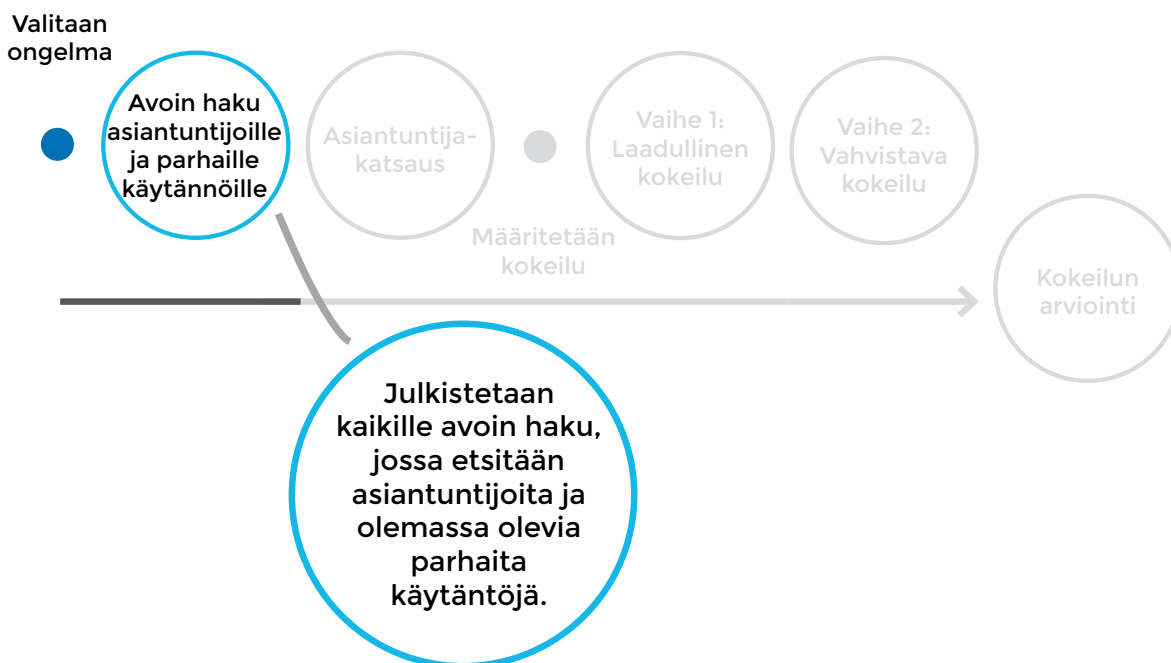 Valitaan
ongelma
Avoin haku
asiantuntijoille
ja parhaille
käytännöille
Asiantuntija-
katsaus
Määritetään
kokeilu
Vaihe 1:
Laadullinen
kokeilu
Vaihe 2:
Vahvistava
kokeilu
Kokeilun
arviointi
Julkistetaan
kaikille avoin haku,
jossa etsitään
asiantuntijoita ja
olemassa olevia
parhaita
käytäntöjä.